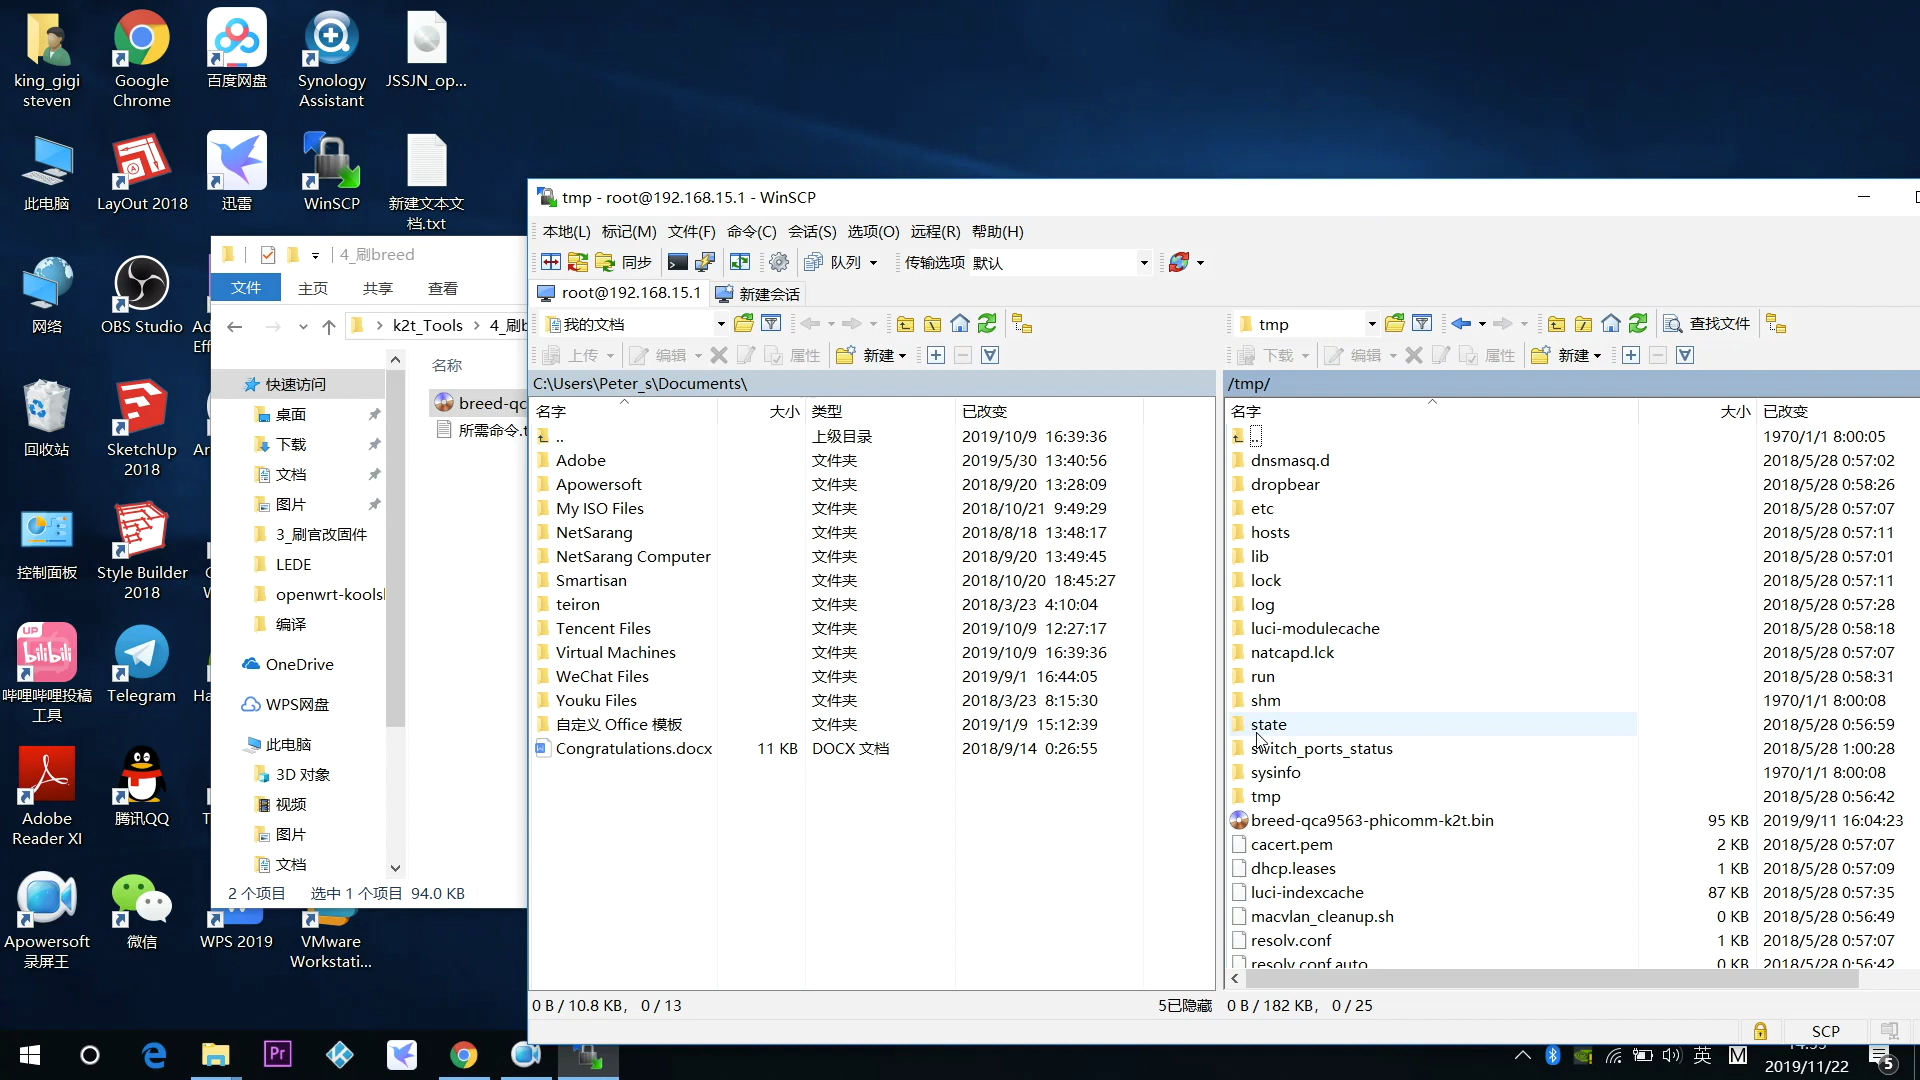 king_gigi
steven
Google
Chrome
百度网盘
Synology
Assistant
JSSJN_op...
此电脑
LayOut 2018
迅雷
WinSCP
新建文本文
档.txt
网络
OBS Studio
回收站
SketchUp
2018
控制面板
Style Builder
2018
哔哩哔哩投稿
工具
Telegram
Adobe
Reader XI
腾讯QQ
Apowersoft
录屏王
微信
WPS 2019
VMware
Workstati...
4_刷breed
文件 主页 共享 查看
k2t_Tools
名称
快速访问
桌面
下载
文档
图片
3_刷官改固件
LEDE
编译
OneDrive
WPS网盘
此电脑
3D 对象
视频
图片
文档
2 个项目 选中 1 个项目 94.0 KB
tmp - root@192.168.15.1 - WinSCP
本地(L) 标记(M) 文件(F) 命令(C) 会话(S) 选项(O) 远程(R) 帮助(H)
同步 队列 传输选项 默认
root@192.168.15.1 新建会话
我的文档
上传 编辑 属性 新建
C:\Users\Peter_s\Documents\
名字 大小 类型 已改变
.. 上级目录 2019/10/9 16:39:36
Adobe 文件夹 2019/5/30 13:40:56
Apowersoft 文件夹 2018/9/20 13:28:09
My ISO Files 文件夹 2018/10/21 9:49:29
NetSarang 文件夹 2018/8/18 13:48:17
NetSarang Computer 文件夹 2018/9/20 13:49:45
Smartisan 文件夹 2018/10/20 18:45:27
teiron 文件夹 2018/3/23 4:10:04
Tencent Files 文件夹 2019/10/9 12:27:17
Virtual Machines 文件夹 2019/10/9 16:39:36
WeChat Files 文件夹 2019/9/1 16:44:05
Youku Files 文件夹 2018/3/23 8:15:30
自定义 Office 模板 文件夹 2019/1/9 15:12:39
Congratulations.docx 11 KB DOCX 文档 2018/9/14 0:26:55
0 B / 10.8 KB, 0 / 13 5已隐藏
tmp 查找文件
下载 编辑 属性 新建
/tmp/
名字 大小 已改变
.. 1970/1/1 8:00:05
dnsmasq.d 2018/5/28 0:57:02
dropbear 2018/5/28 0:58:26
etc 2018/5/28 0:57:07
hosts 2018/5/28 0:57:11
lib 2018/5/28 0:57:01
lock 2018/5/28 0:57:11
log 2018/5/28 0:57:28
luci-modulecache 2018/5/28 0:58:18
natcapd.lck 2018/5/28 0:57:07
run 2018/5/28 0:58:31
shm 1970/1/1 8:00:08
state 2018/5/28 0:56:59
switch_ports_status 2018/5/28 1:00:28
sysinfo 1970/1/1 8:00:08
tmp 2018/5/28 0:56:42
breed-qca9563-phicomm-k2t.bin 95 KB 2019/9/11 16:04:23
cacert.pem 2 KB 2018/5/28 0:57:07
dhcp.leases 1 KB 2018/5/28 0:57:09
luci-indexcache 87 KB 2018/5/28 0:57:35
macvlan_cleanup.sh 0 KB 2018/5/28 0:56:49
resolv.conf 1 KB 2018/5/28 0:57:07
resolv.conf.auto 0 KB 2018/5/28 0:56:42
0 B / 182 KB, 0 / 25
SCP
英 M
2019/11/22
5